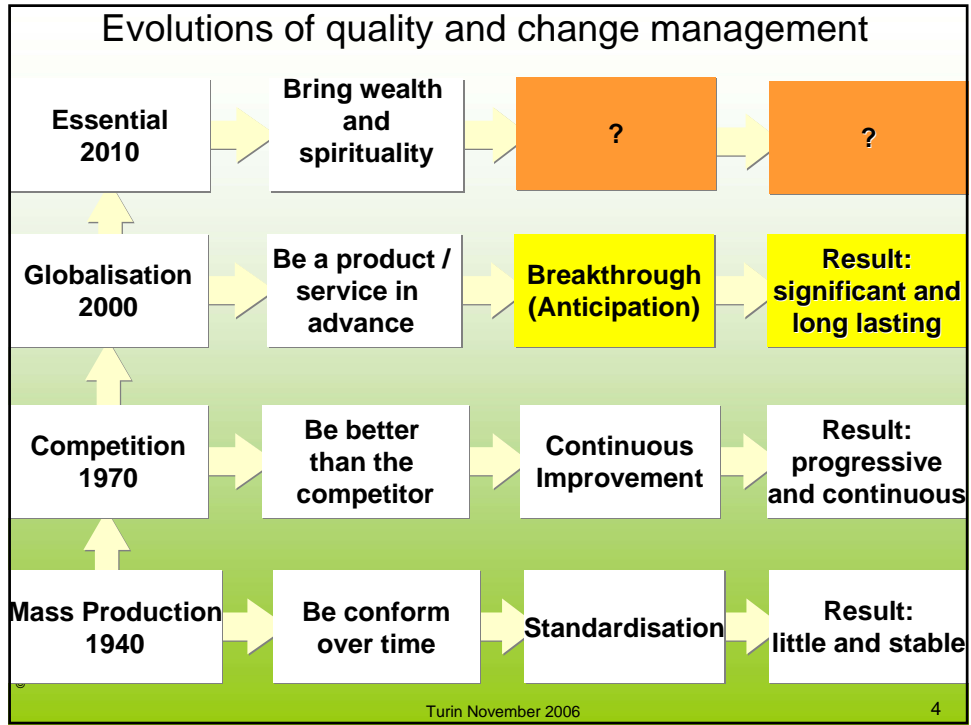 Evolutions of quality and change management
Essential
2010
Bring wealth
and
spirituality
?
?
Globalisation
2000
Be a product /
service in
advance
Breakthrough
(Anticipation)
Result:
significant and
long lasting
Competition
1970
Be better
than the
competitor
Continuous
Improvement
Result:
progressive
and continuous
Mass Production
1940
Be conform
over time
Standardisation
Result:
little and stable
©
Turin November 2006
4